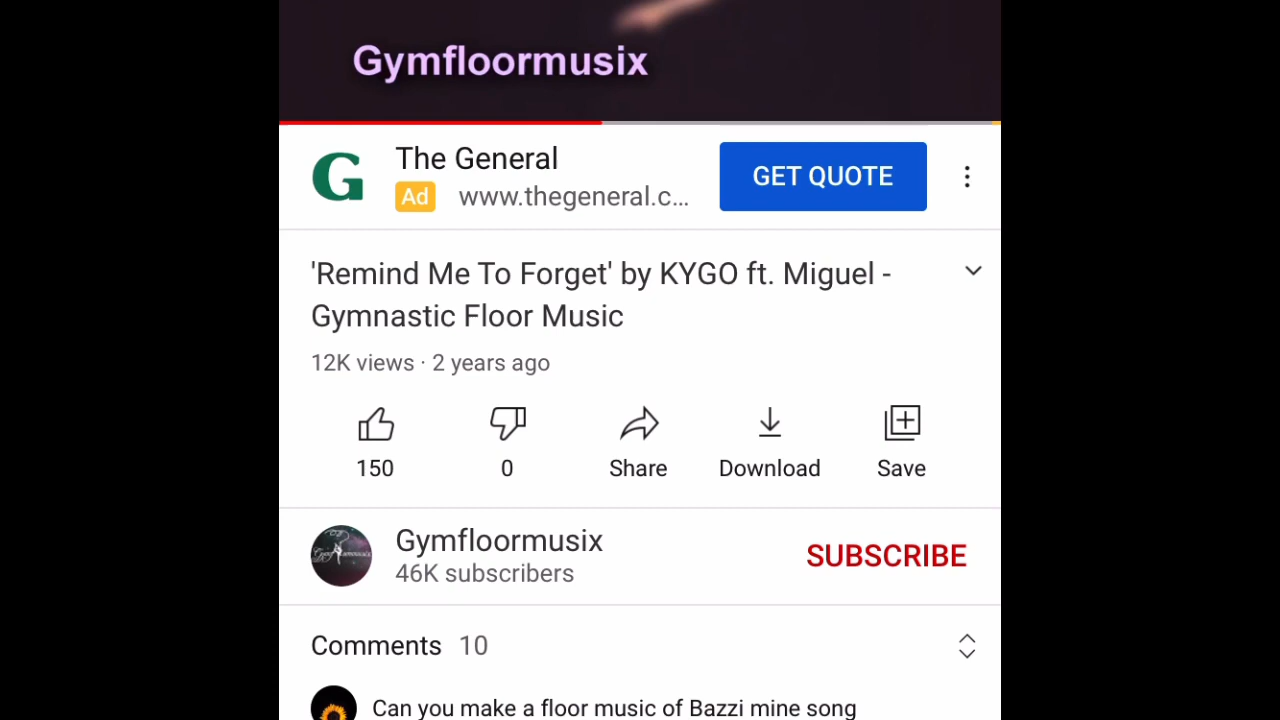 Gymfloormusix
G The General
Ad www.thegeneral.c...
GET QUOTE
'Remind Me To Forget' by KYGO ft. Miguel -
Gymnastic Floor Music
12K views · 2 years ago
150 0 Share Download Save
Gymfloormusix
46K subscribers
SUBSCRIBE
Comments 10
Can you make a floor music of Bazzi mine song